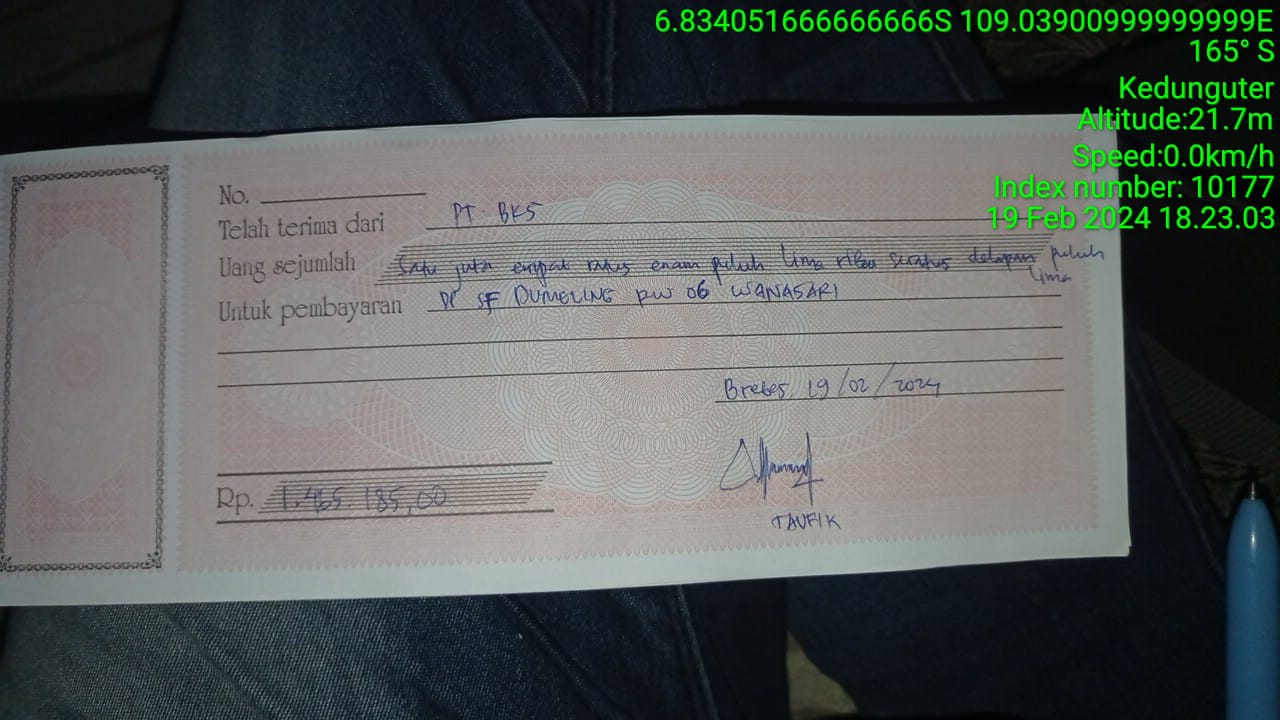 6.834051666666666S 109.03900999999999E
165° S
Kedunguter
Altitude:21.7m
Speed:0.0km/h
Index number: 10177
19 Feb 2024 18.23.03
No.
Telah terima dari PT. BKS
Uang sejumlah Satu juta empat ratus enam puluh lima ribu seratus delapan puluh
lima
Untuk pembayaran DP SF DUMELING RW 06 WANASARI
Brebes, 19/02/2024
Rp. 1.465.185,00
TAUFIK